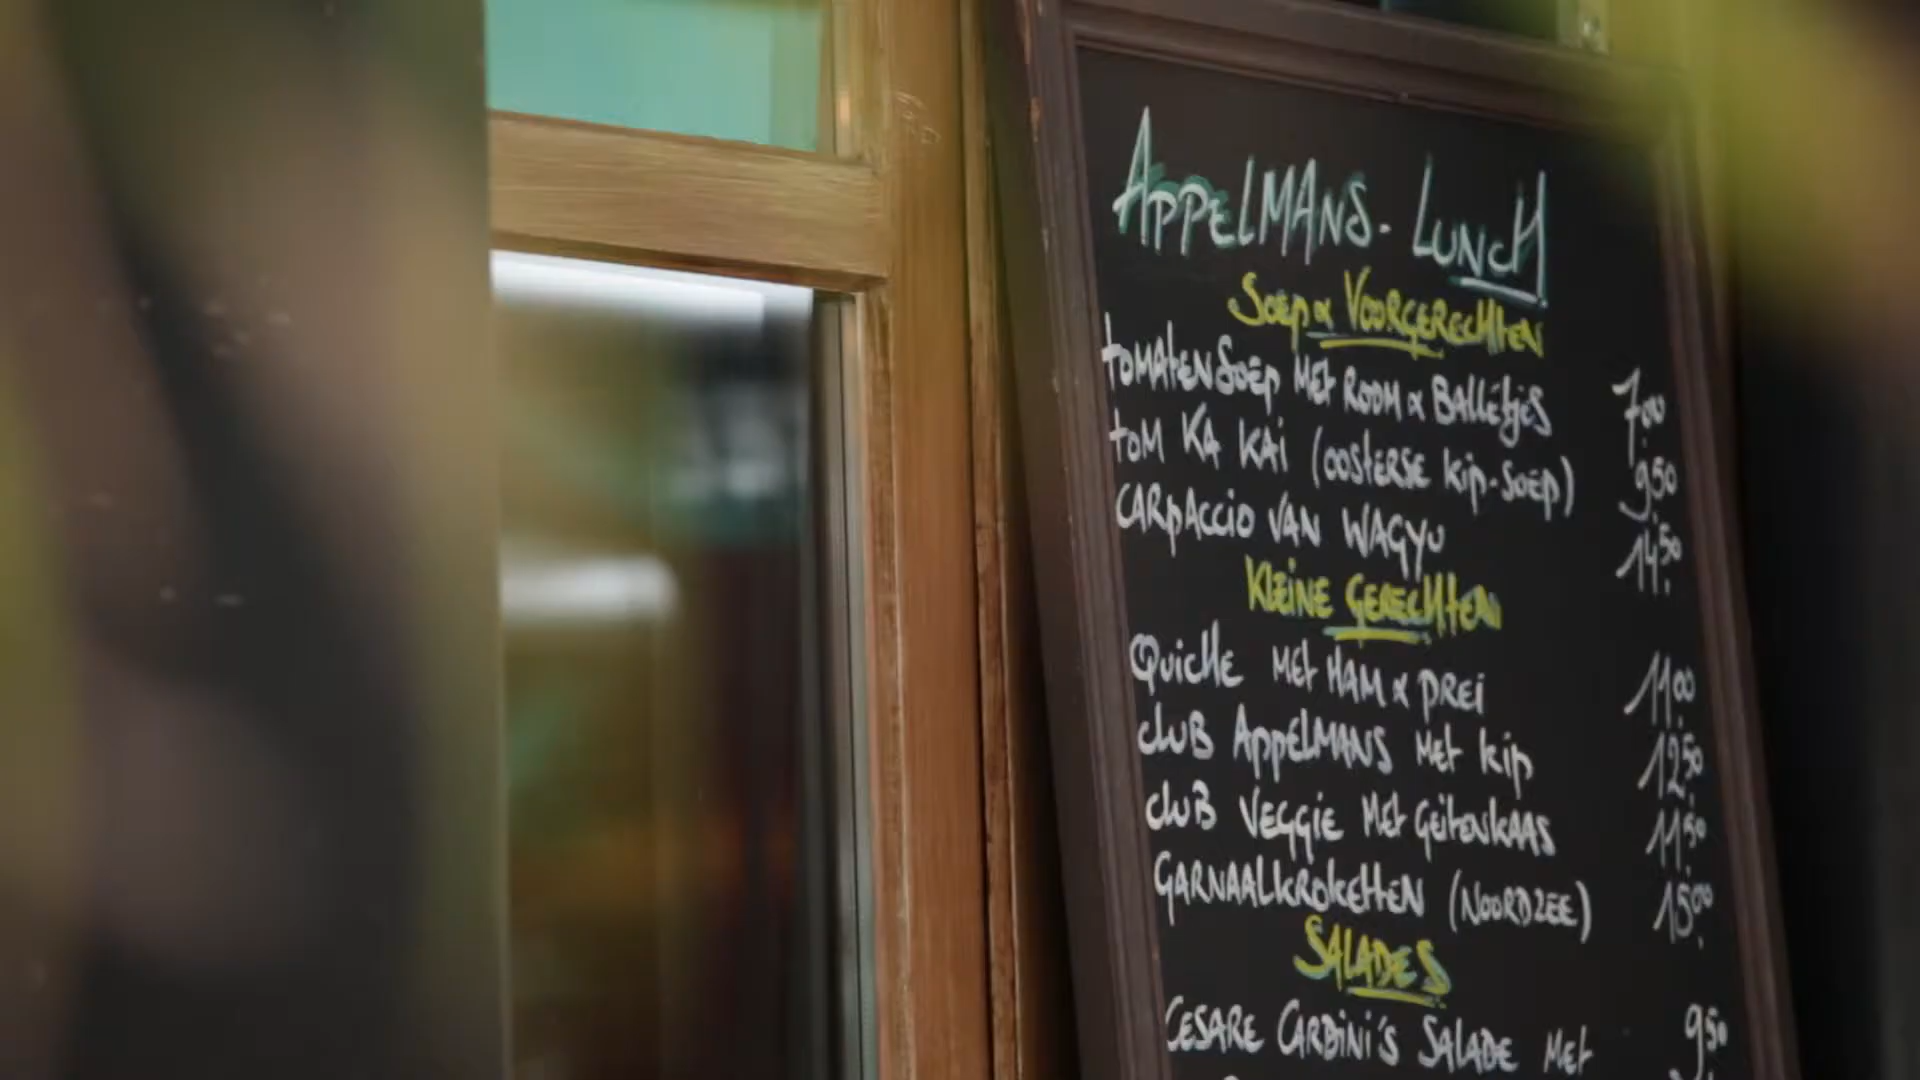 APPELMANS - LUNCH
SOEP & VOORGERECHTEN
TOMATENSOEP MET ROOM & BALLETJES 7,00
TOM KA KAI (OOSTERSE KIP-SOEP) 9,50
CARPACCIO VAN WAGYU 14,50
KLEINE GERECHTEN
QUICHE MET HAM & PREI 11,00
CLUB APPELMANS MET KIP 12,50
CLUB VEGGIE MET GEITENKAAS 11,50
GARNAALKROKETTEN (NOORDZEE) 15,00
SALADES
CESARE CARDINI'S SALADE MET 9,50